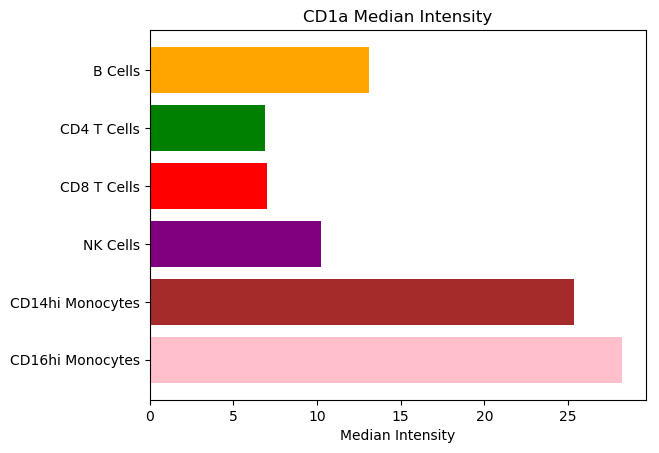 CD1a Median Intensity
B Cells
CD4 T Cells
CD8 T Cells
NK Cells
CD14hi Monocytes
CD16hi Monocytes
0 5 10 15 20 25
Median Intensity